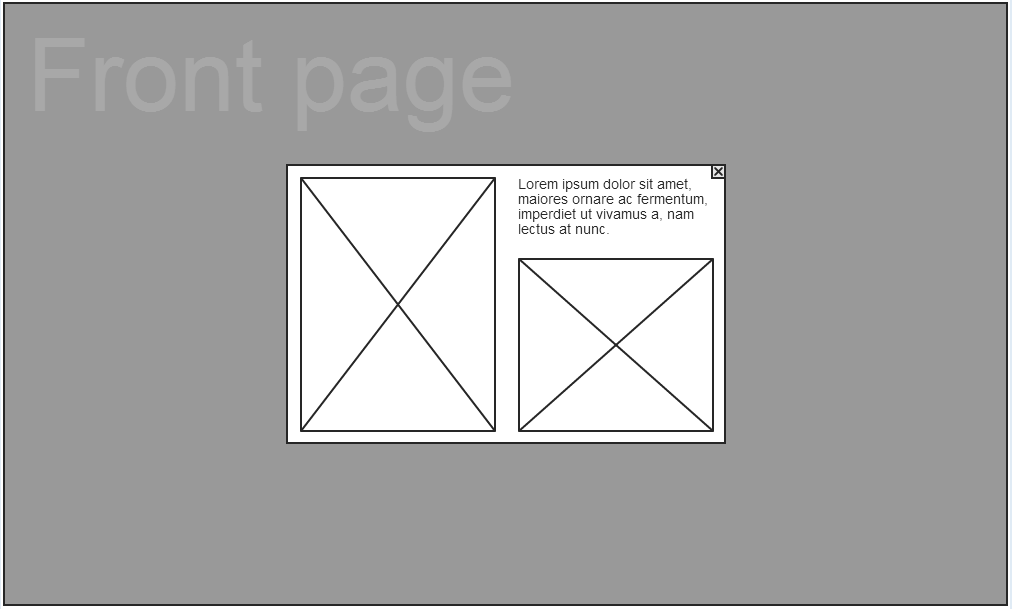 Front page
Lorem ipsum dolor sit amet,
maiores ornare ac fermentum,
imperdiet ut vivamus a, nam
lectus at nunc.